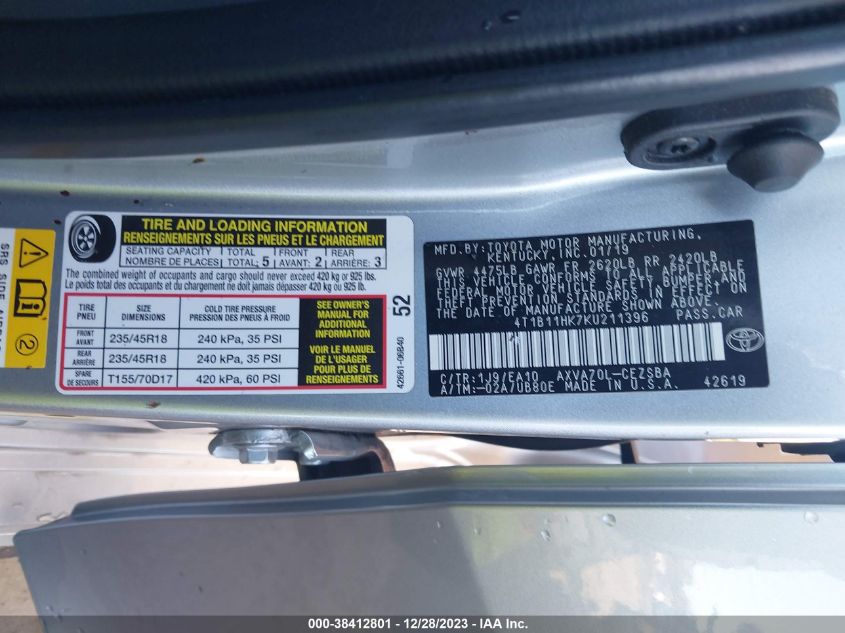 SRS SIDE AIRBAG
2
TIRE AND LOADING INFORMATION
RENSEIGNEMENTS SUR LES PNEUS ET LE CHARGEMENT
SEATING CAPACITY TOTAL 5 FRONT 2 REAR 3
NOMBRE DE PLACES TOTAL: AVANT: ARRIÈRE:
The combined weight of occupants and cargo should never exceed 420 kg or 925 lbs.
Le poids total des occupants et du chargement ne doit jamais dépasser 420 kg ou 925 lb.
TIRE SIZE COLD TIRE PRESSURE
PNEU DIMENSIONS PRESSION DES PNEUS À FROID
FRONT
AVANT 235/45R18 240 kPa, 35 PSI
REAR
ARRIÈRE 235/45R18 240 kPa, 35 PSI
SPARE
DE SECOURS T155/70D17 420 kPa, 60 PSI
SEE OWNER'S
MANUAL FOR
ADDITIONAL
INFORMATION
VOIR LE MANUEL
DE L'USAGER
POUR PLUS DE
RENSEIGNEMENTS
52
42661-06B40
MFD.BY:TOYOTA MOTOR MANUFACTURING,
KENTUCKY, INC.01/19
GVWR 4475LB GAWR FR 2620LB RR 2420LB
THIS VEHICLE CONFORMS TO ALL APPLICABLE
FEDERAL MOTOR VEHICLE SAFETY, BUMPER, AND
THEFT PREVENTION STANDARDS IN EFFECT ON
THE DATE OF MANUFACTURE SHOWN ABOVE.
4T1B11HK7KU211396 PASS.CAR
TOYOTA
C/TR:1J9/EA10 AXVA70L-CEZSBA
A/TM:-02A/UB80E MADE IN U.S.A. 42619
000-38412801 - 12/28/2023 - IAA Inc.